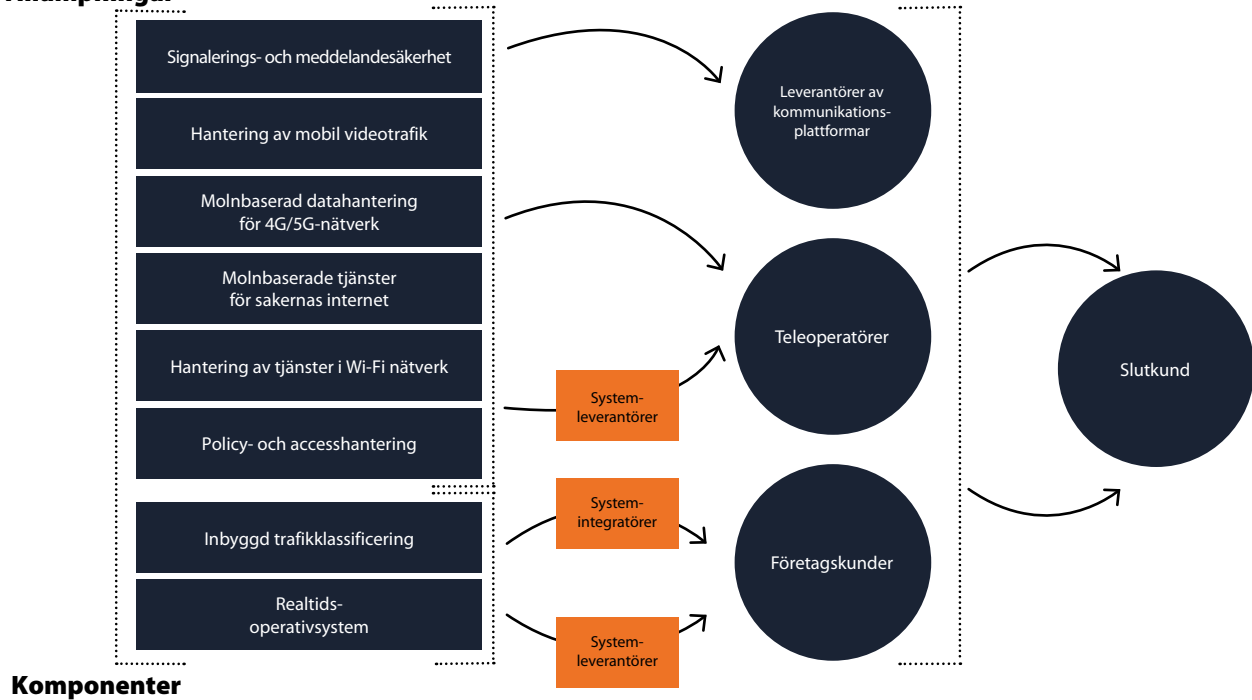 Signalerings- och meddelandesäkerhet
Hantering av mobil videotrafik
Molnbaserad datahantering
för 4G/5G-nätverk
Molnbaserade tjänster
för sakernas internet
Hantering av tjänster i Wi-Fi nätverk
Policy- och accesshantering
Inbyggd trafikklassificering
Realtids-
operativsystem
Komponenter
System-
leverantörer
System-
integratörer
System-
leverantörer
Leverantörer av
kommunikations-
plattformar
Teleoperatörer
Företagskunder
Slutkund